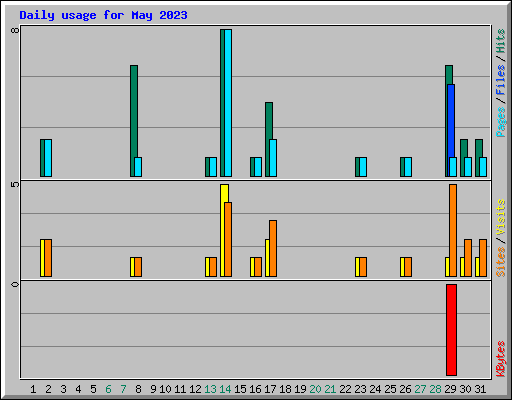 Daily usage for May 2023
8
5
0
Pages/Files/Hits
Sites/Visits
KBytes
1 2 3 4 5 6 7 8 9 10 11 12 13 14 15 16 17 18 19 20 21 22 23 24 25 26 27 28 29 30 31